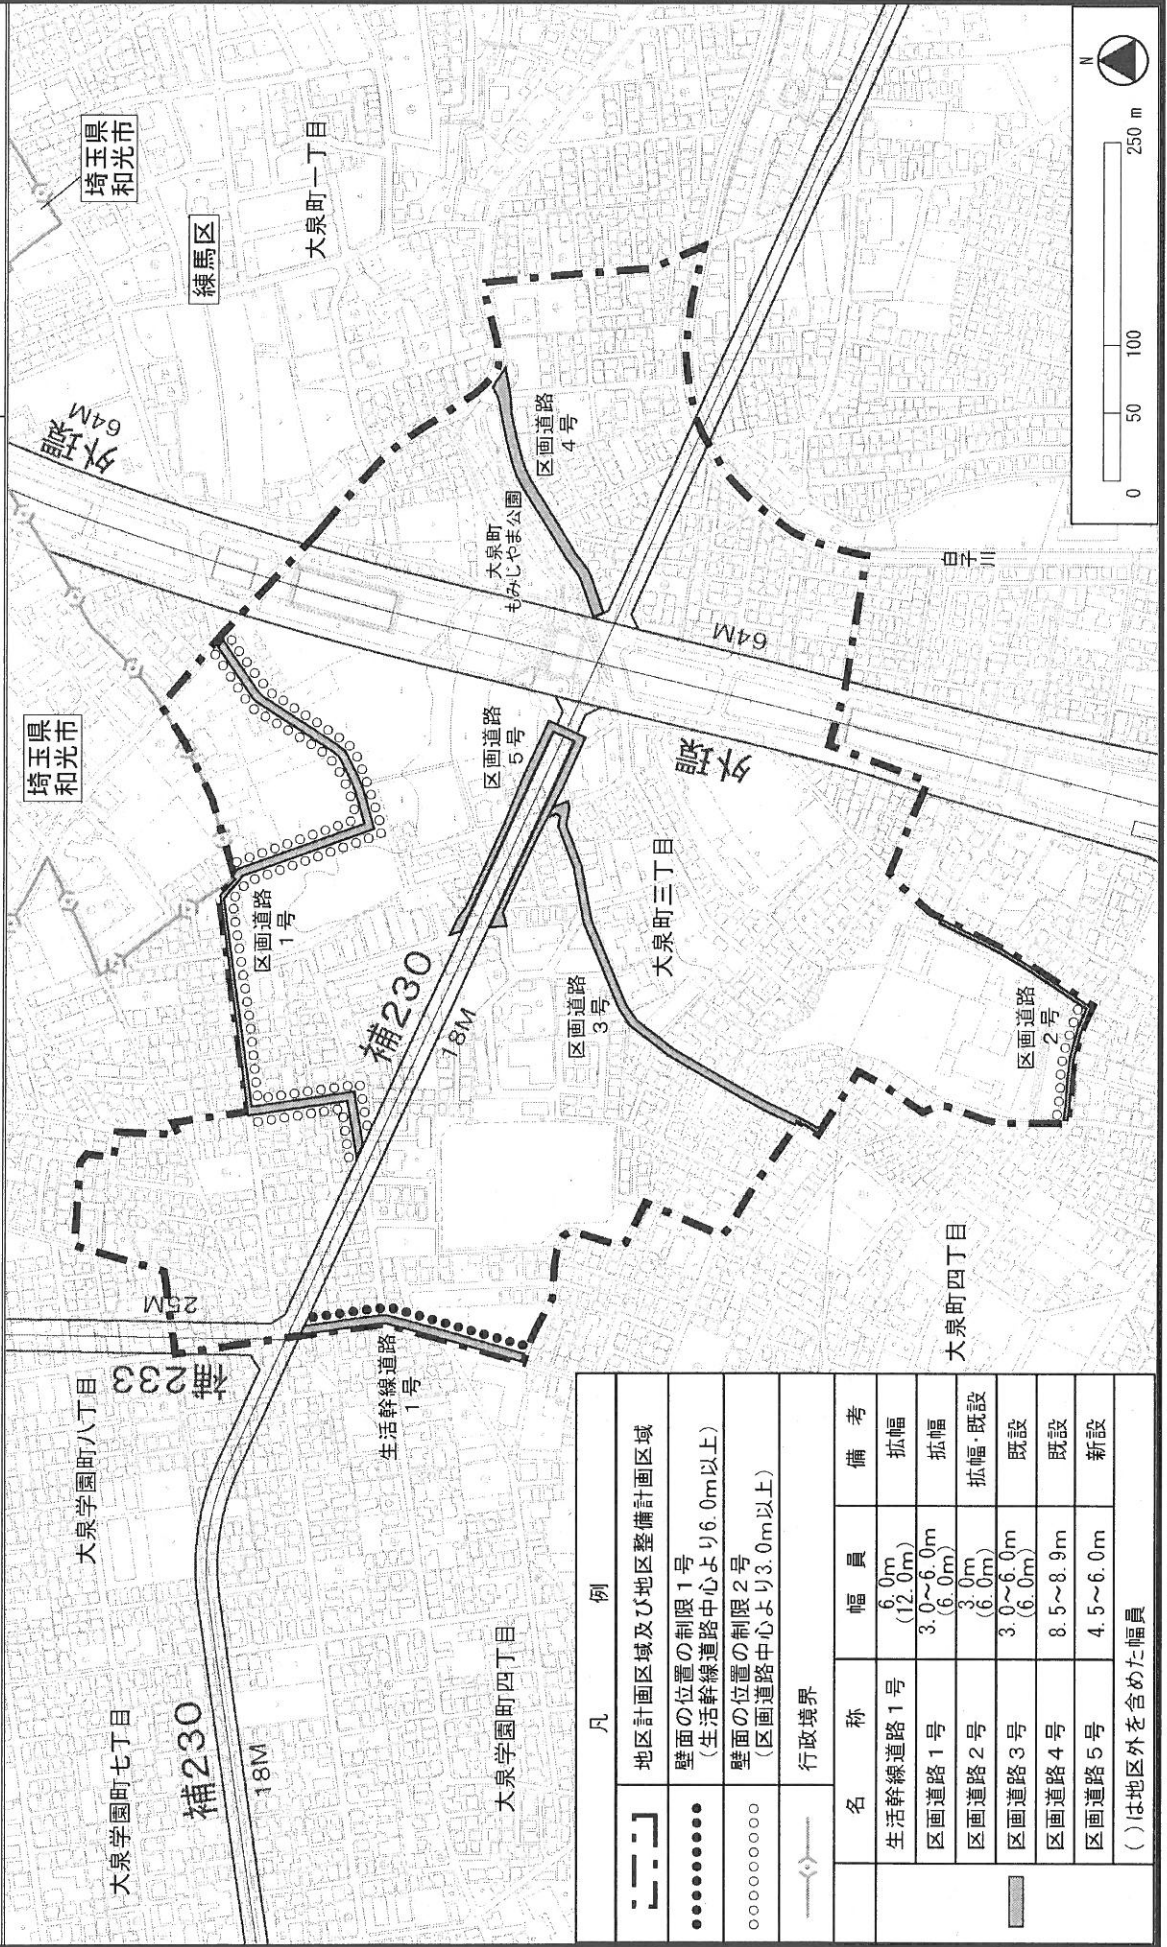 大泉学園町七丁目
補230
18M
大泉学園町八丁目
補233
25M
大泉学園町四丁目
生活幹線道路
1号
埼玉県
和光市
区画道路
1号
補230
18M
区画道路
5号
区画道路
3号
大泉町三丁目
区画道路
2号
大泉町四丁目
外環
64M
埼玉県
和光市
練馬区
大泉町一丁目
大泉町
もみじやま公園
区画道路
4号
外環
64M
白子川
N
0 50 100 250 m
凡 例
地区計画区域及び地区整備計画区域
壁面の位置の制限1号
(生活幹線道路中心より6.0m以上)
壁面の位置の制限2号
(区画道路中心より3.0m以上)
行政境界
名 称 幅 員 備 考
生活幹線道路1号 6.0m (12.0m) 拡幅
区画道路1号 3.0~6.0m (6.0m) 拡幅
区画道路2号 3.0m (6.0m) 拡幅・既設
区画道路3号 3.0~6.0m (6.0m) 既設
区画道路4号 8.5~8.9m 既設
区画道路5号 4.5~6.0m 新設
( )は地区外を含めた幅員